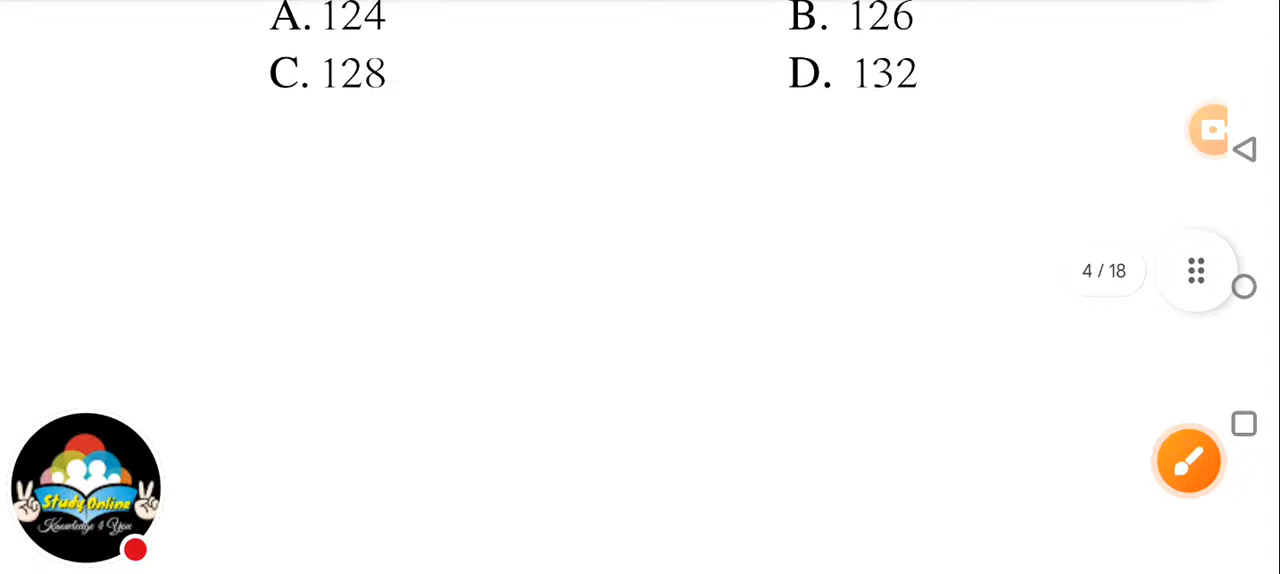 A. 124 B. 126
C. 128 D. 132
4 / 18
Study Online
Knowledge 4 You